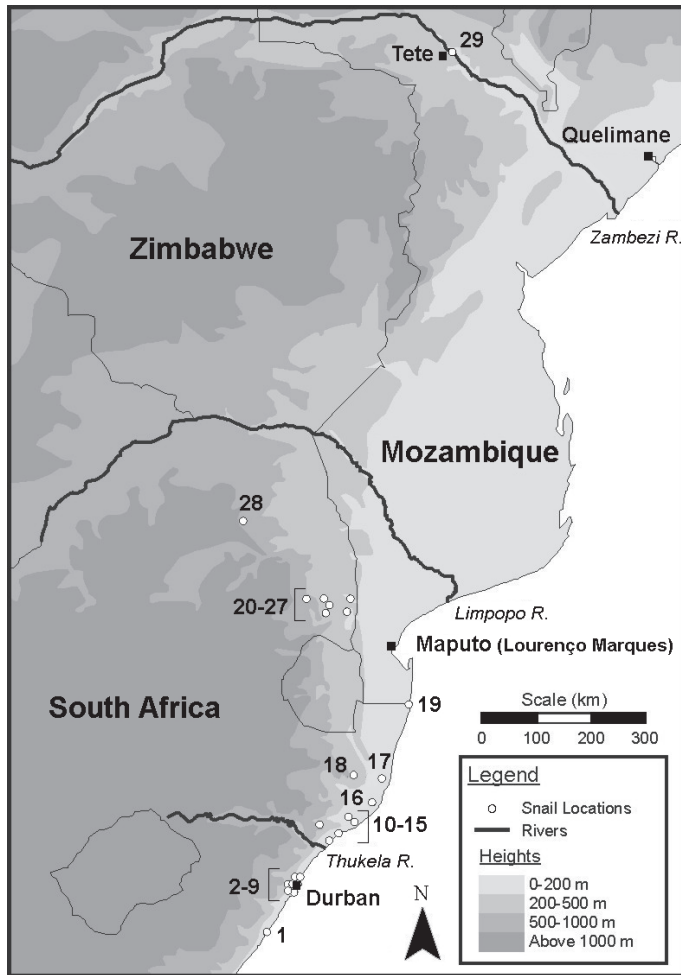 29
Tete
Quelimane
Zambezi R.
Zimbabwe
Mozambique
28
20-27
Limpopo R.
Maputo (Lourenço Marques)
South Africa
19
Scale (km)
0 100 200 300
18
17
16
10-15
Thukela R.
2-9
Durban
1
N
Legend
Snail Locations
Rivers
Heights
0-200 m
200-500 m
500-1000 m
Above 1000 m